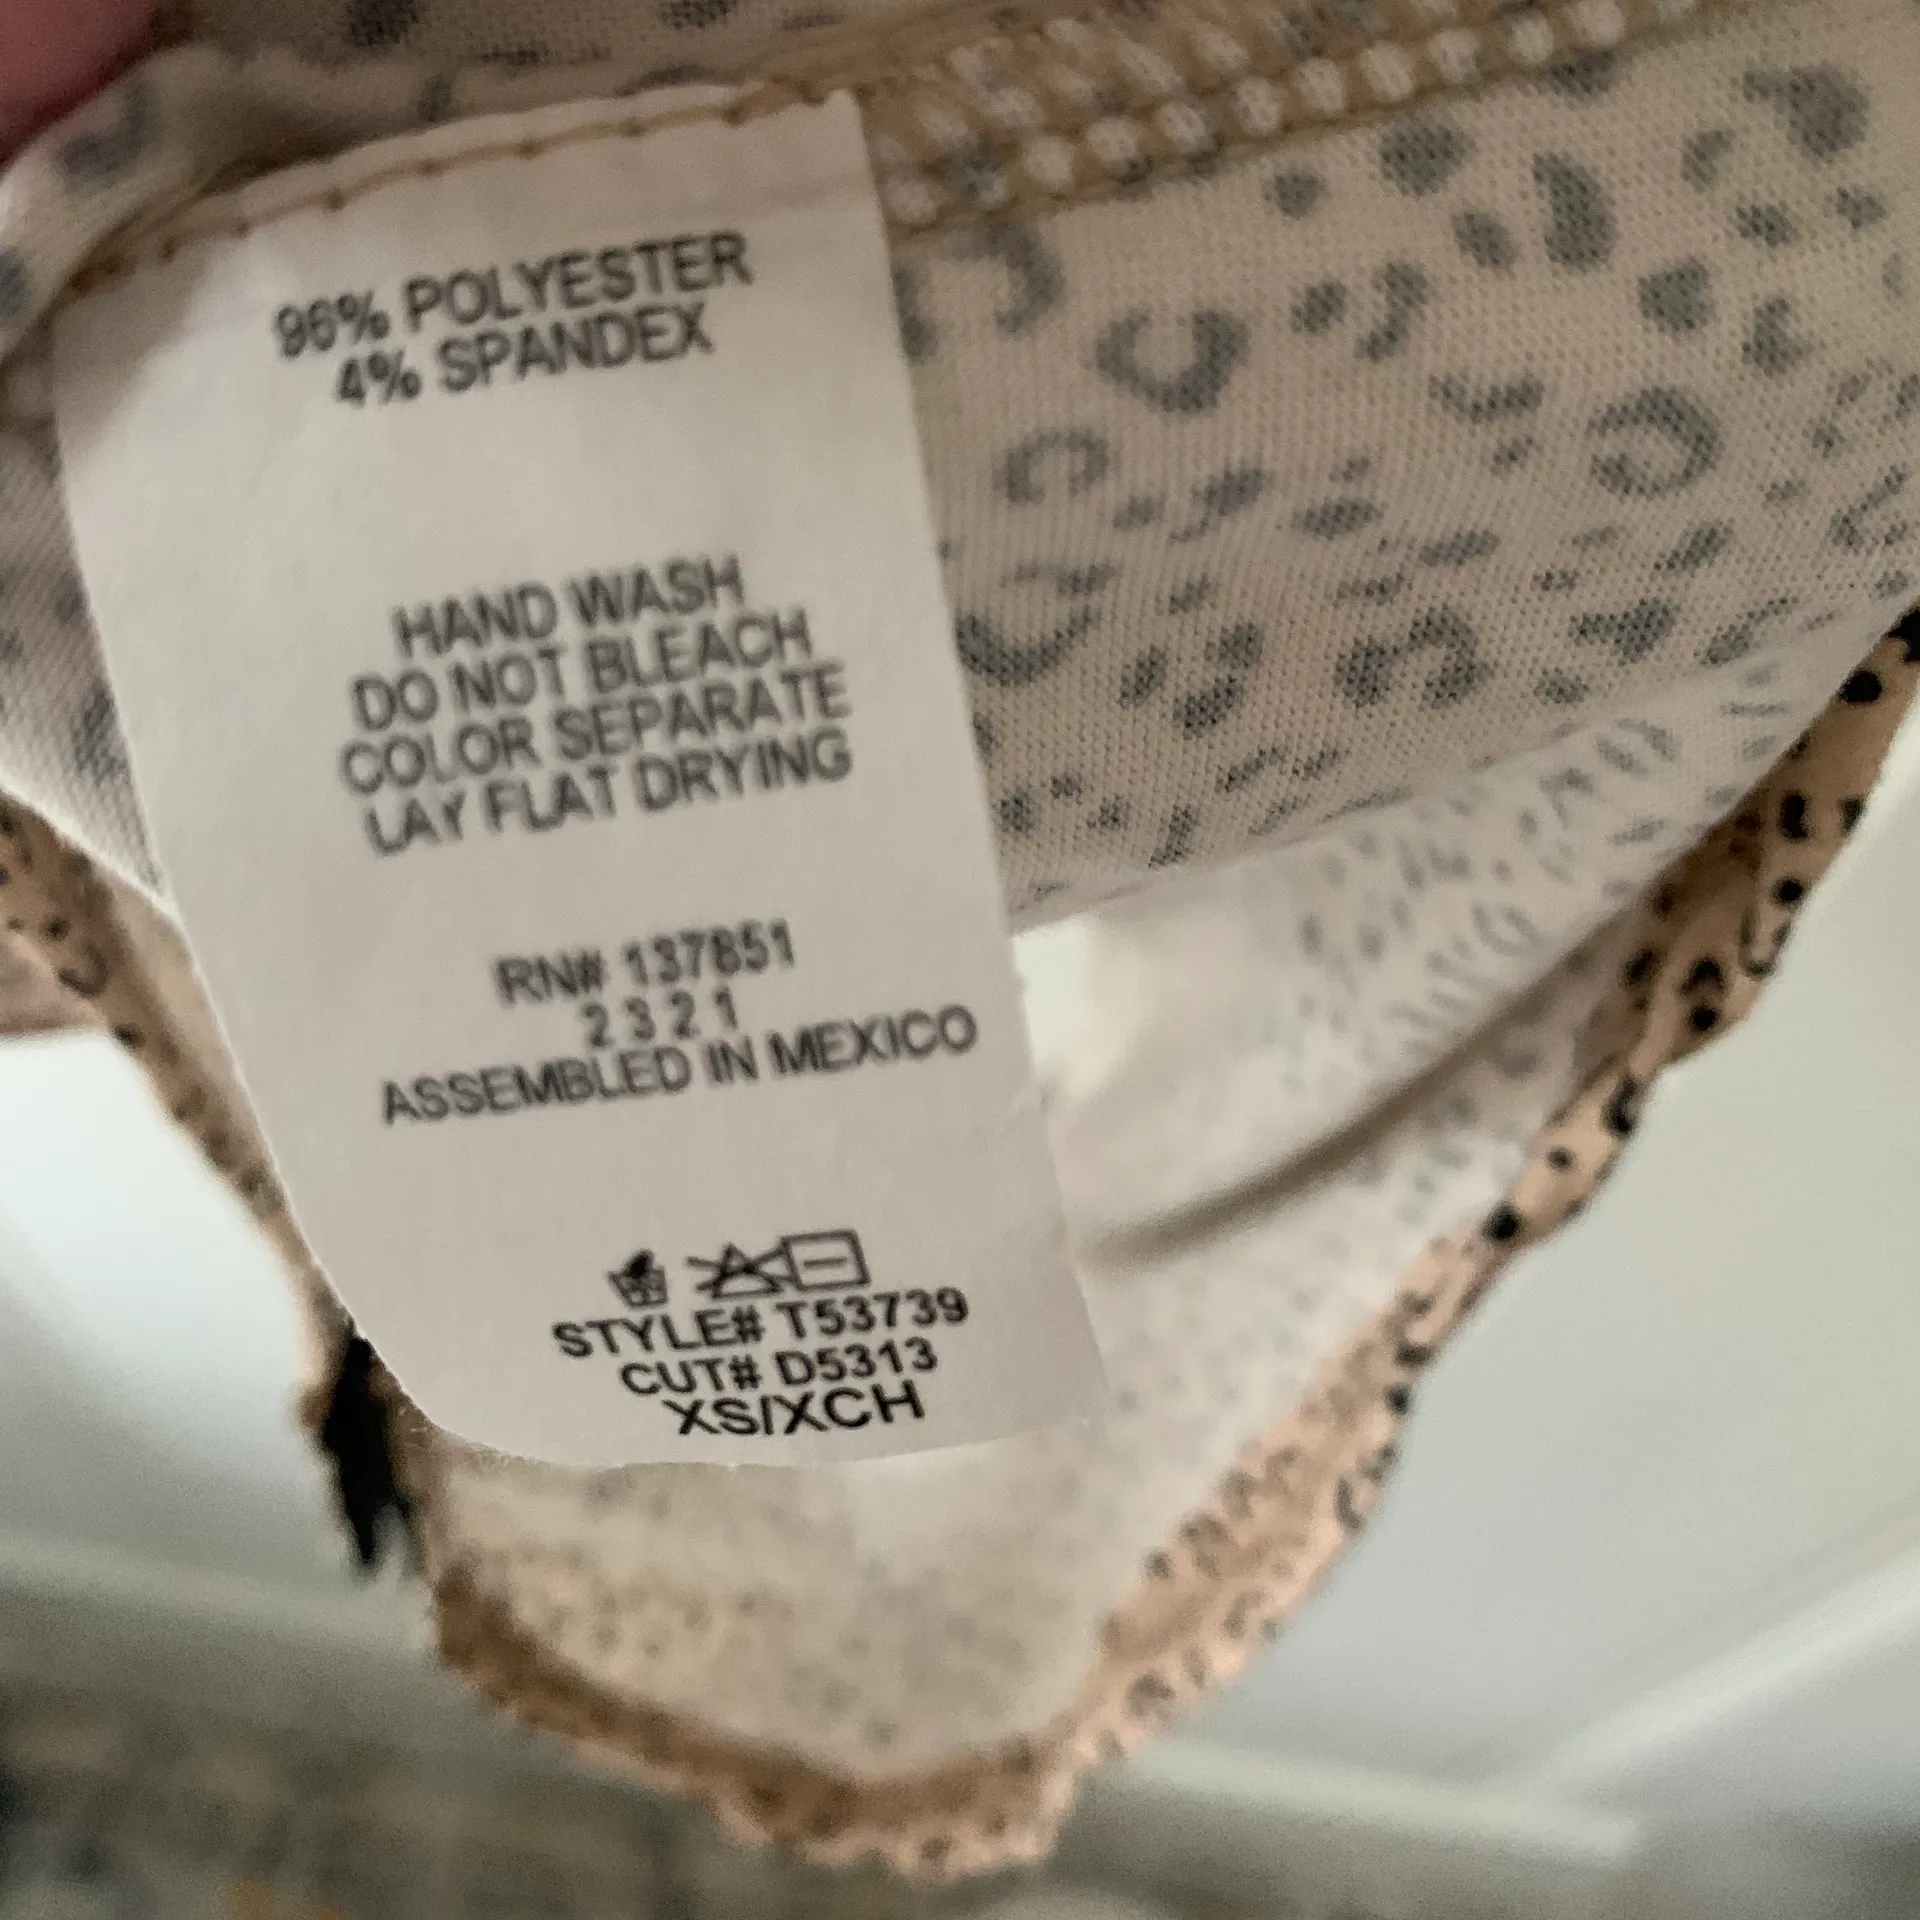 96% POLYESTER
4% SPANDEX
HAND WASH
DO NOT BLEACH
COLOR SEPARATE
LAY FLAT DRYING
RN# 137851
2 3 2 1
ASSEMBLED IN MEXICO
STYLE# T53739
CUT# D5313
XS/XCH